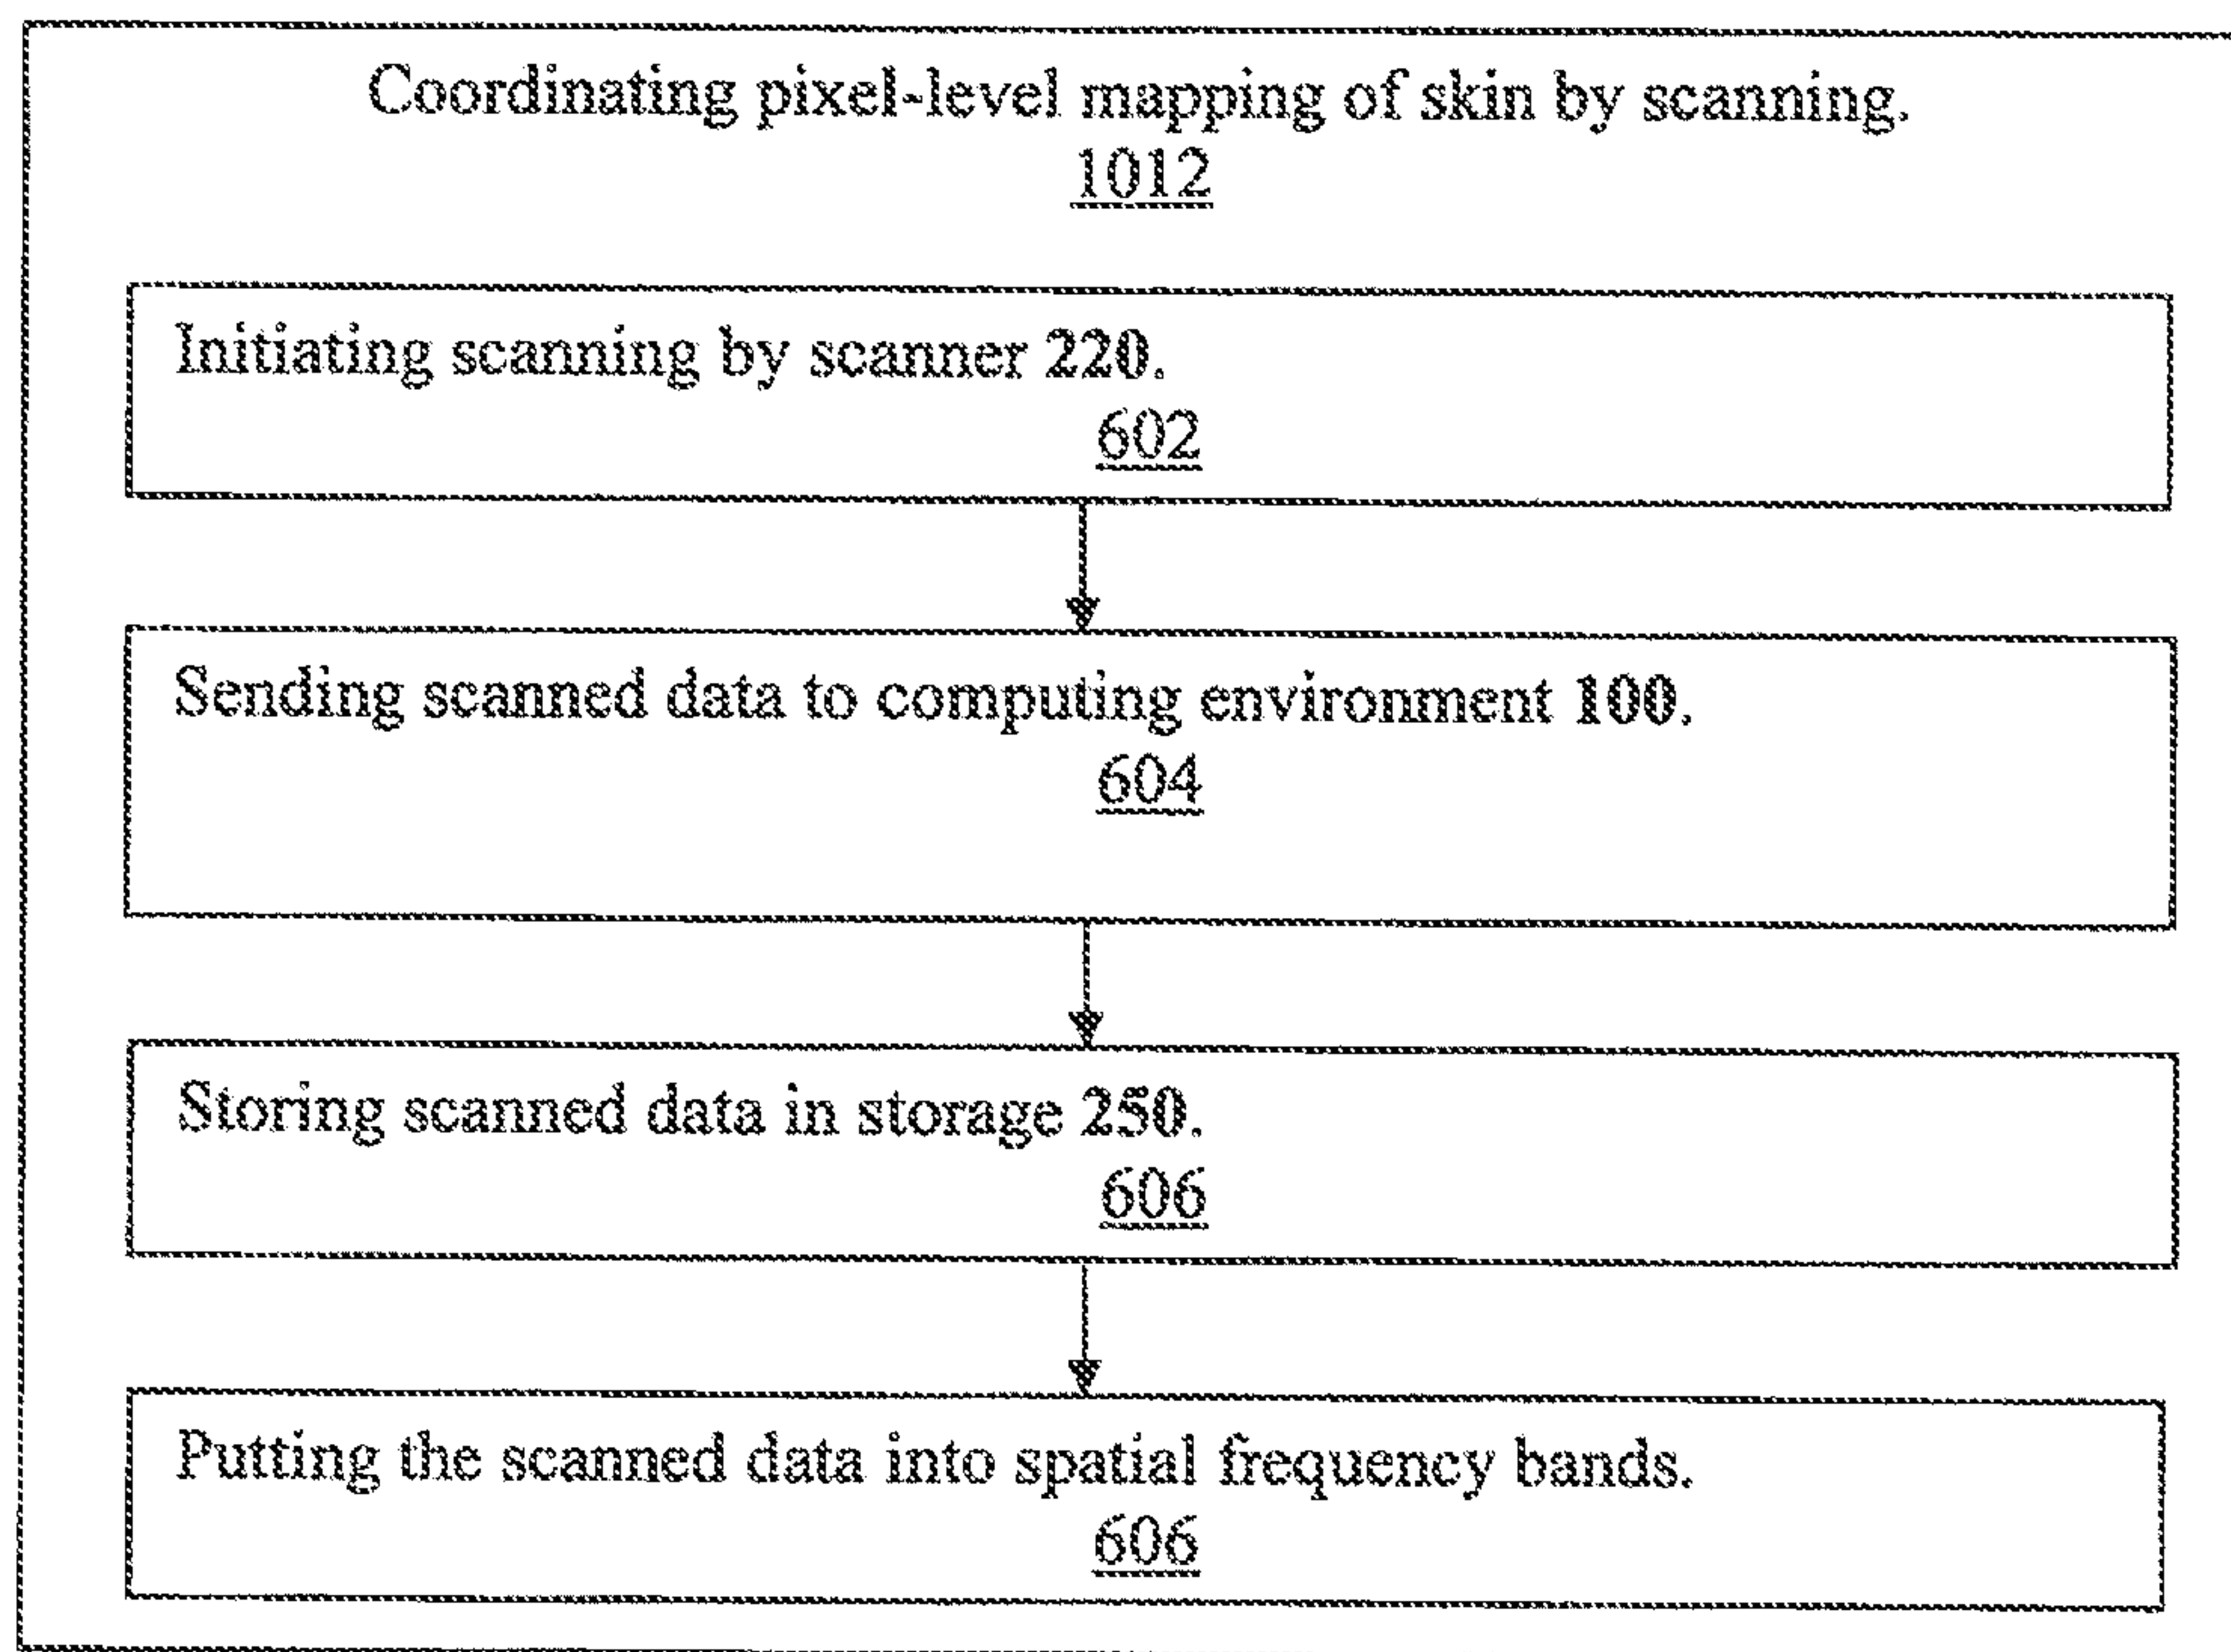 Coordinating pixel-level mapping of skin by scanning.
1012
Initiating scanning by scanner 220.
602
Sending scanned data to computing environment 100.
604
Storing scanned data in storage 250.
606
Putting the scanned data into spatial frequency bands.
606